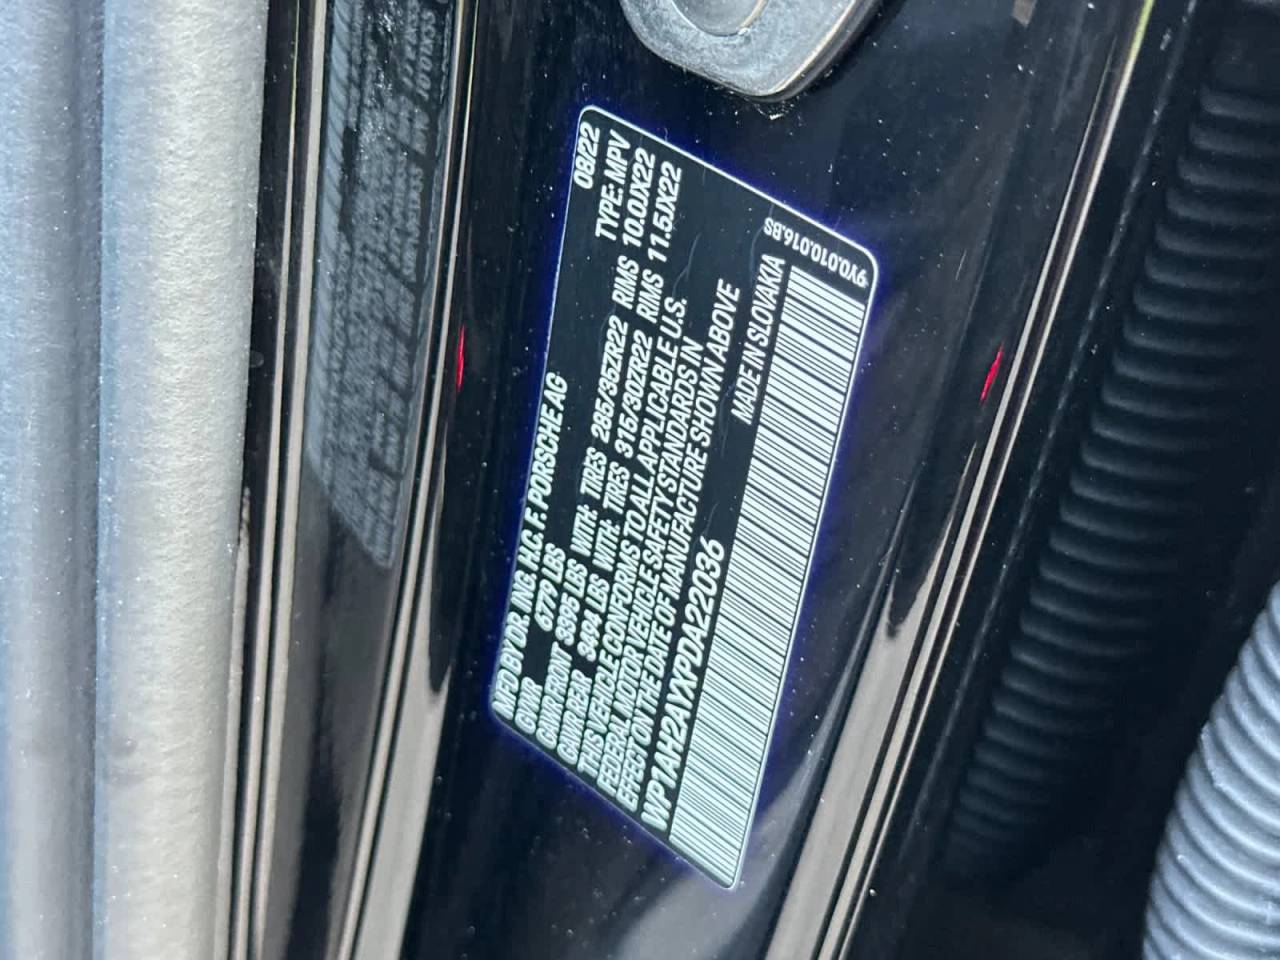 MFD BY DR. ING. H.C. F. PORSCHE AG 08/22
GVWR 6779 LBS TYPE: MPV
GAWR FRONT 3395 LBS WITH: TIRES 285/35ZR22 RIMS 10.0JX22
GAWR REAR 3494 LBS WITH: TIRES 315/30ZR22 RIMS 11.5JX22
THIS VEHICLE CONFORMS TO ALL APPLICABLE U.S.
FEDERAL MOTOR VEHICLE SAFETY STANDARDS IN
EFFECT ON THE DATE OF MANUFACTURE SHOWN ABOVE
WP1AH2AYXPDA22036 MADE IN SLOVAKIA
9Y0.010.016.BS